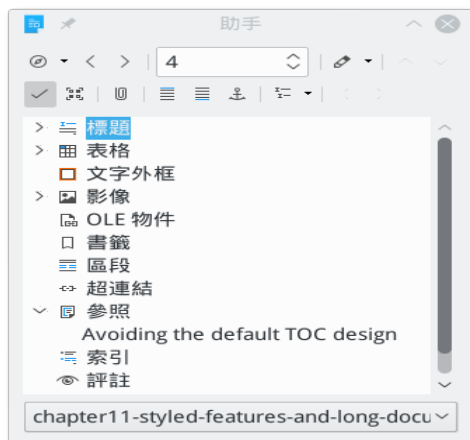 助手
4
標題
表格
文字外框
影像
OLE 物件
書籤
區段
超連結
參照
Avoiding the default TOC design
索引
評註
chapter11-styled-features-and-long-docu